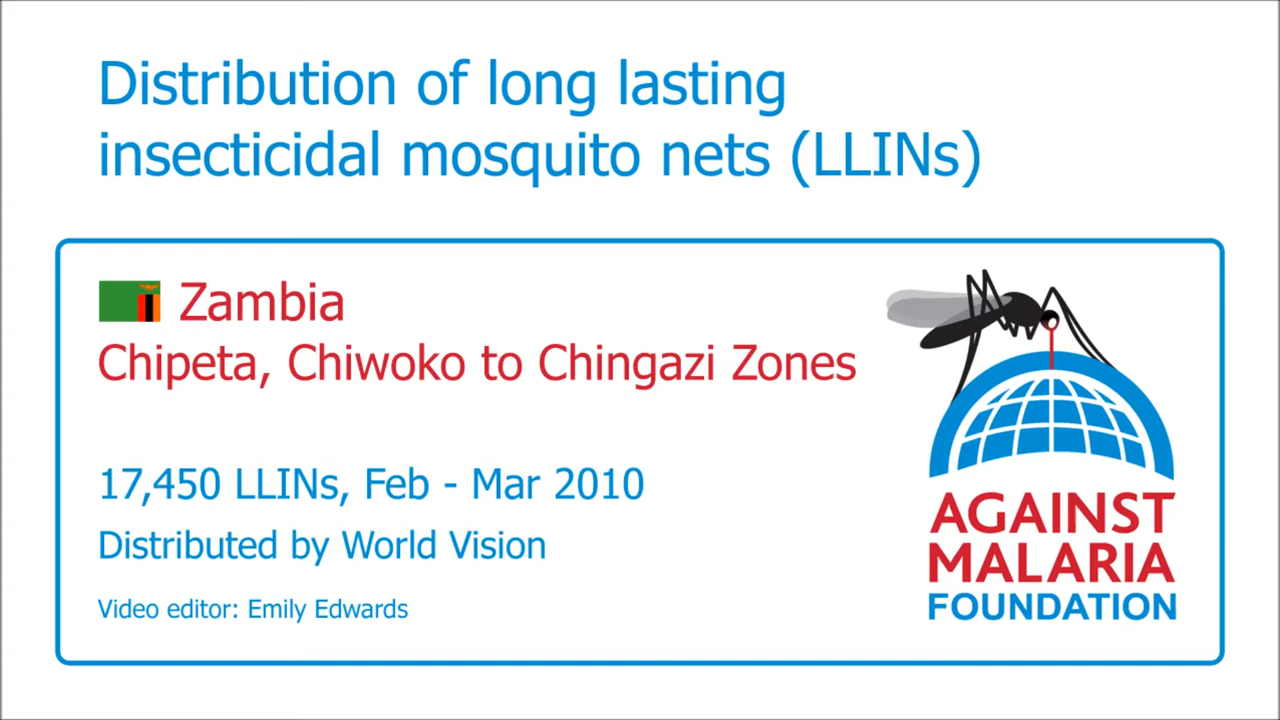 Distribution of long lasting
insecticidal mosquito nets (LLINs)
Zambia
Chipeta, Chiwoko to Chingazi Zones
17,450 LLINs, Feb - Mar 2010
Distributed by World Vision
Video editor: Emily Edwards
AGAINST
MALARIA
FOUNDATION